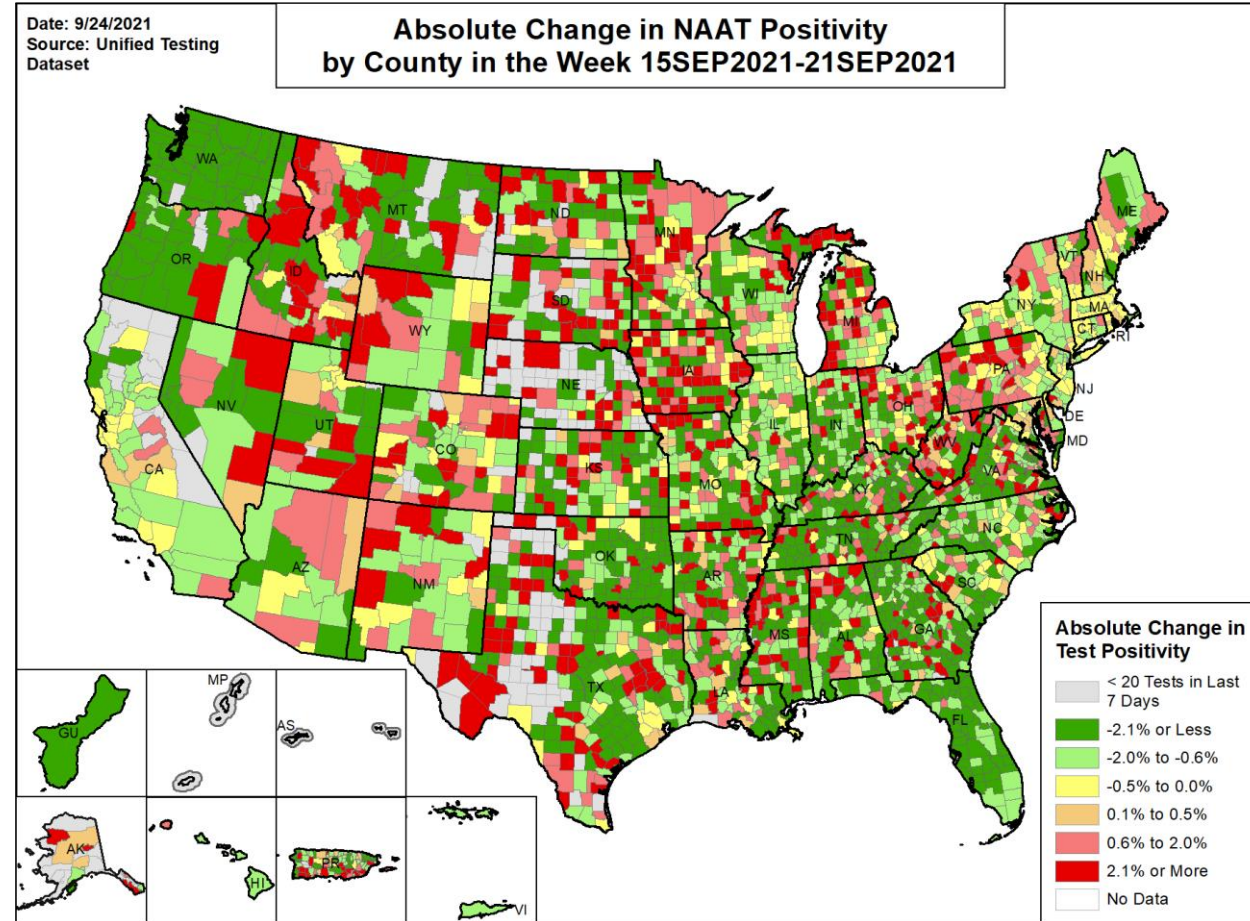 Date: 9/24/2021
Source: Unified Testing
Dataset
Absolute Change in NAAT Positivity
by County in the Week 15SEP2021-21SEP2021
WA
MT
ND
MN
ME
OR
ID
SD
WI
MI
VT
NH
NY
MA
CT
RI
WY
IA
PA
NJ
NE
NV
UT
CO
IL
IN
OH
DE
MD
WV
VA
CA
KS
MO
KY
AZ
NM
OK
AR
TN
NC
SC
MS
AL
GA
TX
LA
FL
GU
MP
AS
AK
HI
PR
VI
Absolute Change in
Test Positivity
< 20 Tests in Last
7 Days
-2.1% or Less
-2.0% to -0.6%
-0.5% to 0.0%
0.1% to 0.5%
0.6% to 2.0%
2.1% or More
No Data